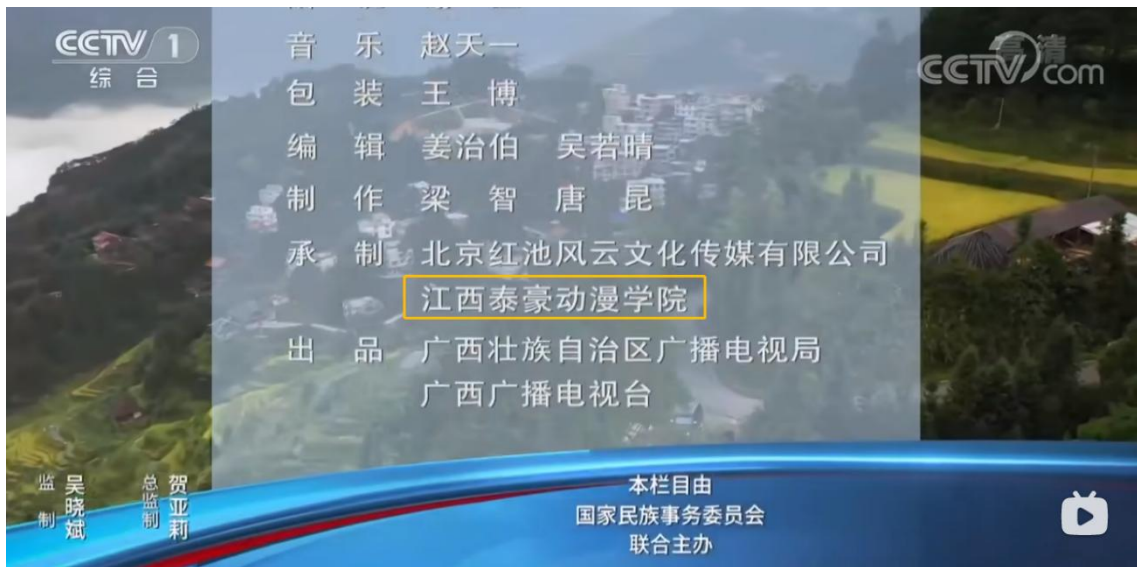 CCTV 1
综合
高清
CCTV.com
音乐 赵天一
包装 王博
编辑 姜治伯 吴若晴
制作 梁智 唐昆
承制 北京红池风云文化传媒有限公司
江西泰豪动漫学院
出品 广西壮族自治区广播电视局
广西广播电视台
监制 吴晓斌
总监制 贺亚莉
本栏目由
国家民族事务委员会
联合主办